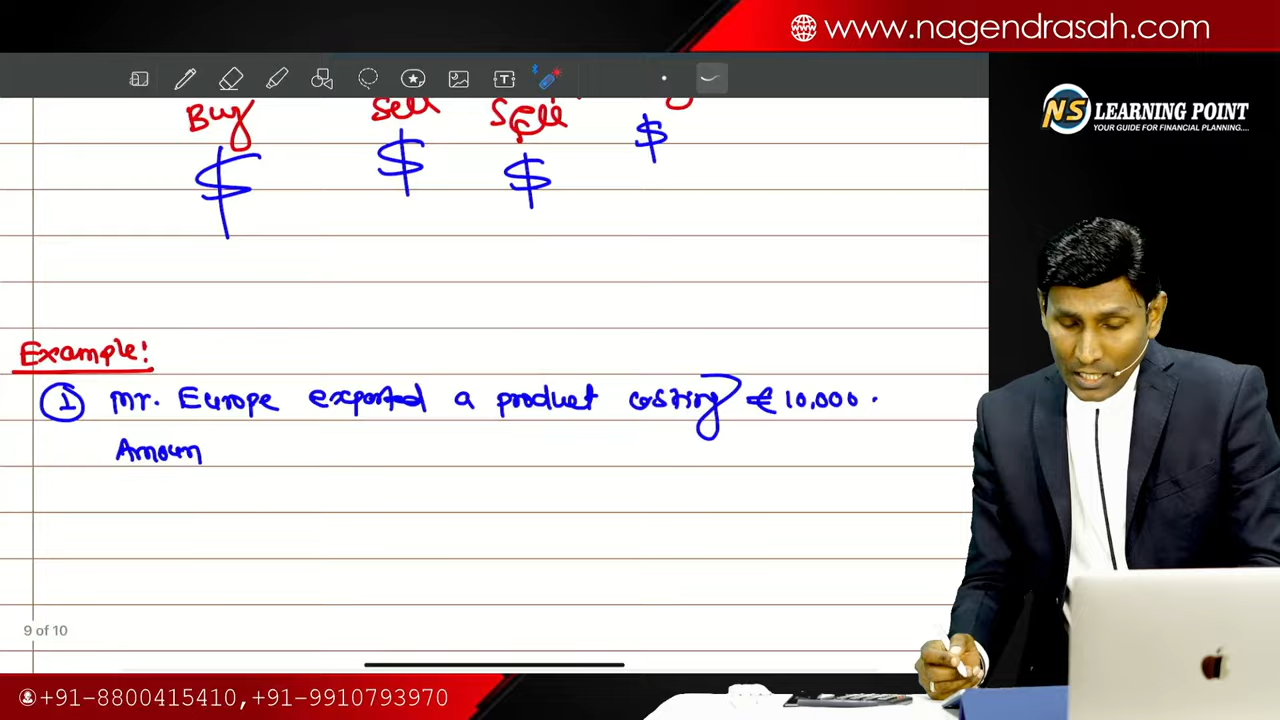 www.nagendrasah.com
NS LEARNING POINT
YOUR GUIDE FOR FINANCIAL PLANNING....
Buy Sell Sell
$ $ $ $
Example!
① Mr. Europe exported a product costing € 10,000.
Amoun
9 of 10
+91-8800415410,+91-9910793970